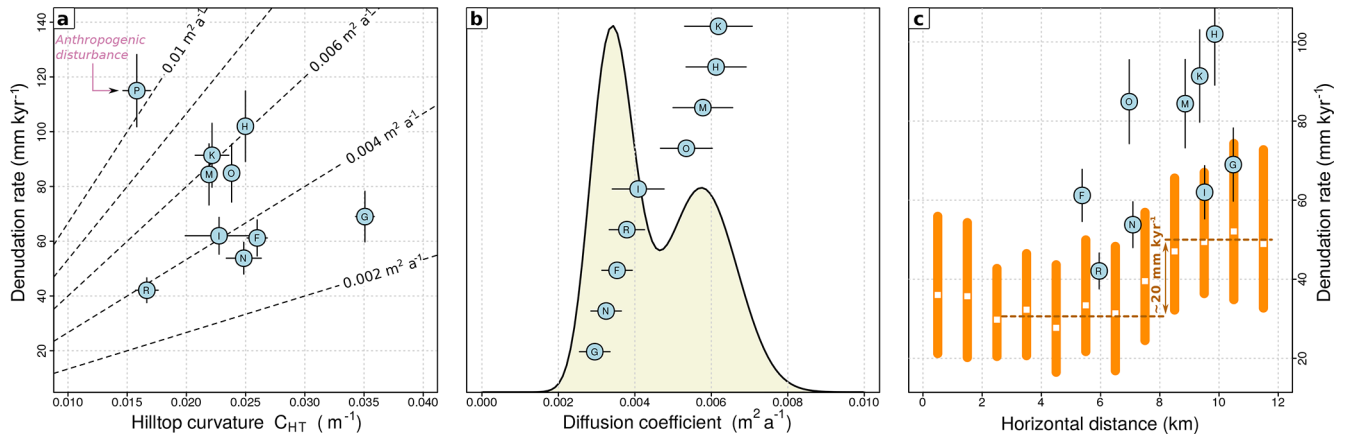 a
Denudation rate (mm kyr-1)
140
120
100
80
60
40
20
Anthropogenic
disturbance
0.01 m² a-1
0.006 m² a-1
0.004 m² a-1
0.002 m² a-1
P
H
K
M
O
G
I
F
N
R
0.010
0.015
0.020
0.025
0.030
0.035
0.040
Hilltop curvature CHT ( m-1)
b
K
H
M
O
I
R
F
N
G
0.000
0.002
0.004
0.006
0.008
0.010
Diffusion coefficient (m² a-1)
c
H
K
O
M
G
I
F
N
R
~20 mm kyr-1
100
80
60
40
20
Denudation rate (mm kyr-1)
0
2
4
6
8
10
12
Horizontal distance (km)